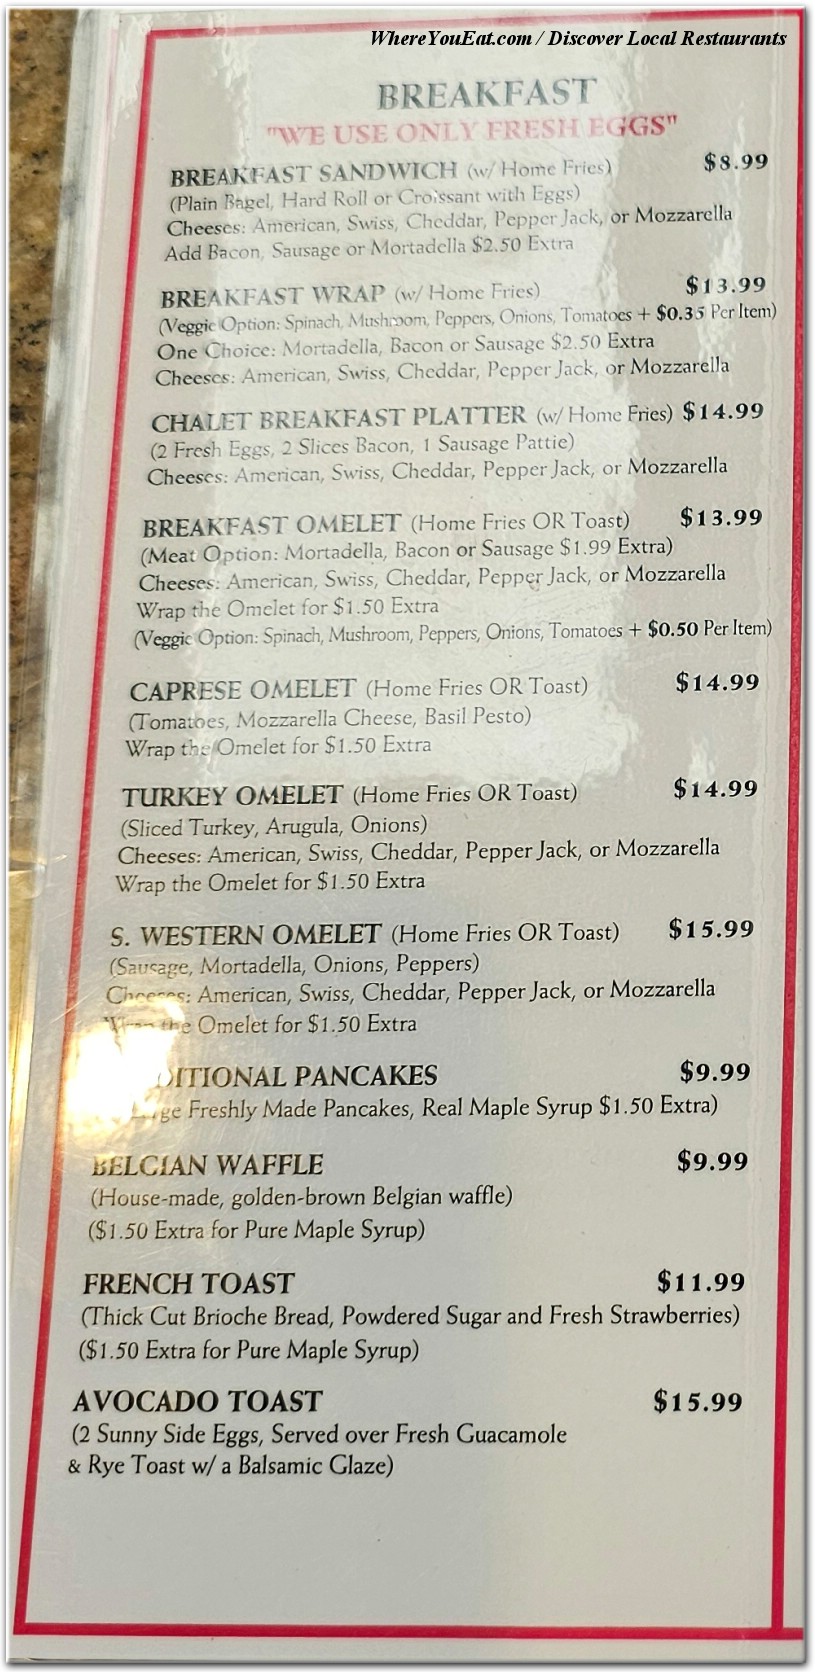 WhereYouEat.com / Discover Local Restaurants
BREAKFAST
"WE USE ONLY FRESH EGGS"
BREAKFAST SANDWICH (w/ Home Fries) $8.99
(Plain Bagel, Hard Roll or Croissant with Eggs)
Cheeses: American, Swiss, Cheddar, Pepper Jack, or Mozzarella
Add Bacon, Sausage or Mortadella $2.50 Extra
BREAKFAST WRAP (w/ Home Fries) $13.99
(Veggie Option: Spinach, Mushroom, Peppers, Onions, Tomatoes + $0.35 Per Item)
One Choice: Mortadella, Bacon or Sausage $2.50 Extra
Cheeses: American, Swiss, Cheddar, Pepper Jack, or Mozzarella
CHALET BREAKFAST PLATTER (w/ Home Fries) $14.99
(2 Fresh Eggs, 2 Slices Bacon, 1 Sausage Pattie)
Cheeses: American, Swiss, Cheddar, Pepper Jack, or Mozzarella
BREAKFAST OMELET (Home Fries OR Toast) $13.99
(Meat Option: Mortadella, Bacon or Sausage $1.99 Extra)
Cheeses: American, Swiss, Cheddar, Pepper Jack, or Mozzarella
Wrap the Omelet for $1.50 Extra
(Veggie Option: Spinach, Mushroom, Peppers, Onions, Tomatoes + $0.50 Per Item)
CAPRESE OMELET (Home Fries OR Toast) $14.99
(Tomatoes, Mozzarella Cheese, Basil Pesto)
Wrap the Omelet for $1.50 Extra
TURKEY OMELET (Home Fries OR Toast) $14.99
(Sliced Turkey, Arugula, Onions)
Cheeses: American, Swiss, Cheddar, Pepper Jack, or Mozzarella
Wrap the Omelet for $1.50 Extra
S. WESTERN OMELET (Home Fries OR Toast) $15.99
(Sausage, Mortadella, Onions, Peppers)
Cheeses: American, Swiss, Cheddar, Pepper Jack, or Mozzarella
Wrap the Omelet for $1.50 Extra
PANCAKES $9.99
Freshly Made Pancakes, Real Maple Syrup $1.50 Extra)
BELGIAN WAFFLE $9.99
(House-made, golden-brown Belgian waffle)
($1.50 Extra for Pure Maple Syrup)
FRENCH TOAST $11.99
(Thick Cut Brioche Bread, Powdered Sugar and Fresh Strawberries)
($1.50 Extra for Pure Maple Syrup)
AVOCADO TOAST $15.99
(2 Sunny Side Eggs, Served over Fresh Guacamole
& Rye Toast w/ a Balsamic Glaze)